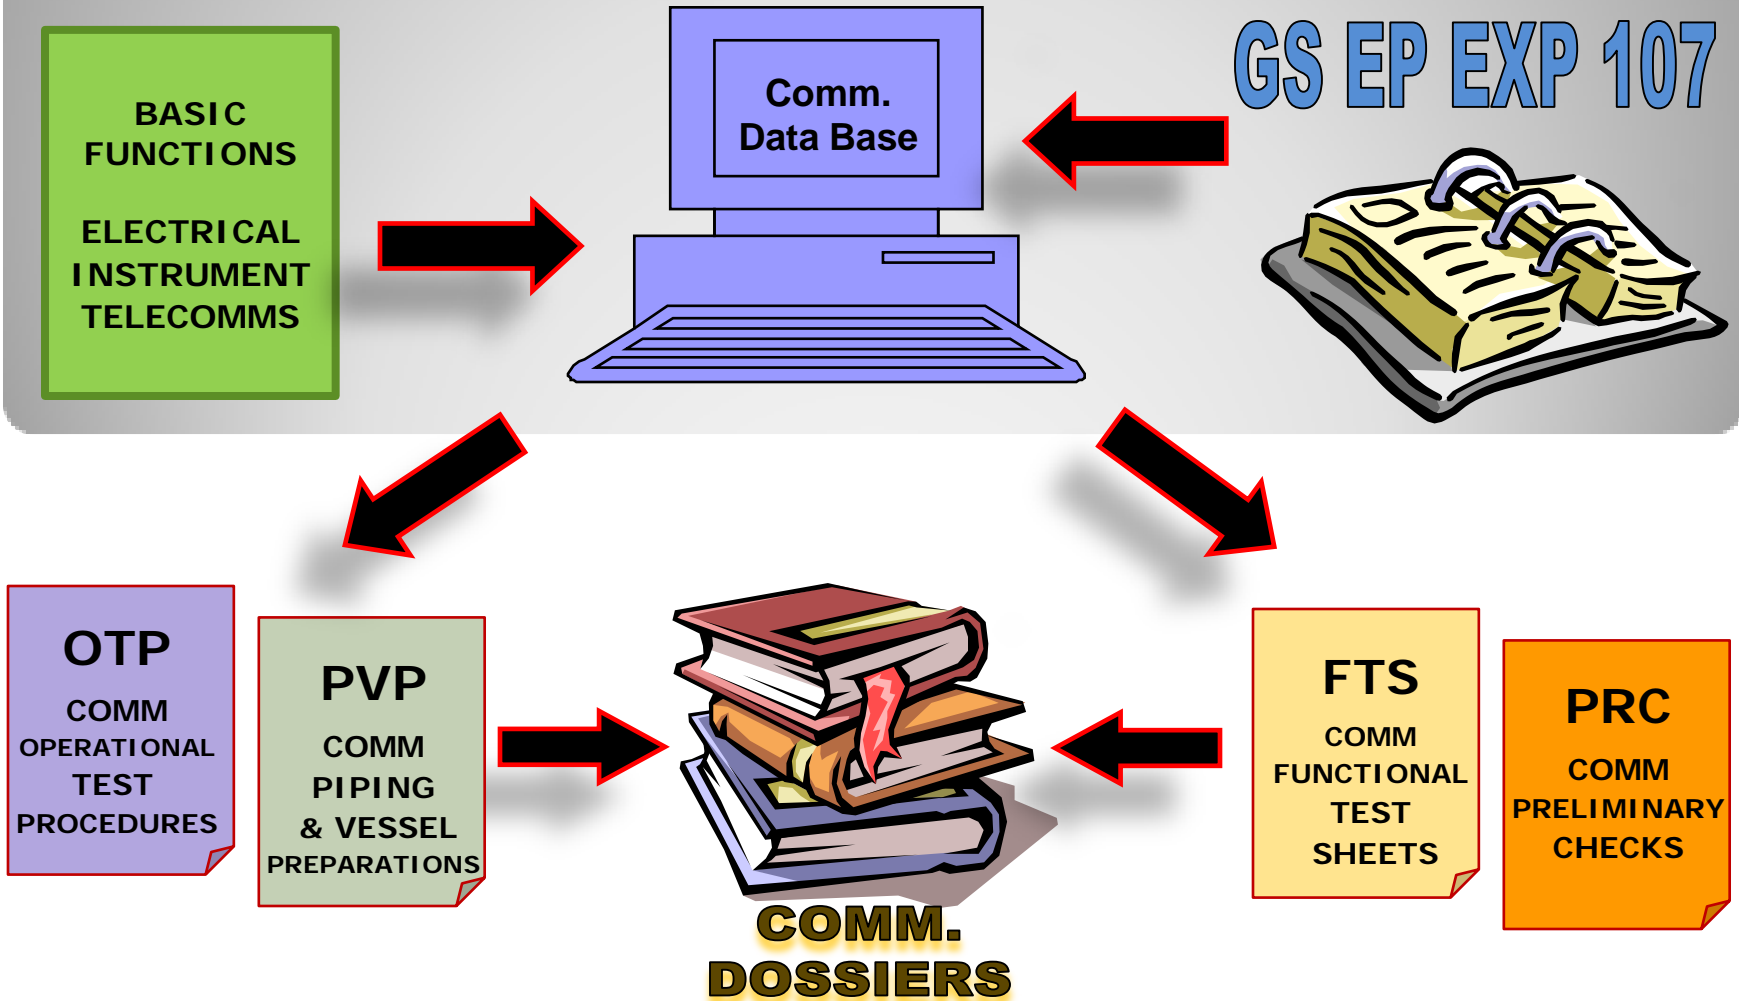 BASIC
FUNCTIONS
ELECTRICAL
INSTRUMENT
TELECOMMS
Comm.
Data Base
GS EP EXP 107
OTP
COMM
OPERATIONAL
TEST
PROCEDURES
PVP
COMM
PIPING
& VESSEL
PREPARATIONS
COMM.
DOSSIERS
FTS
COMM
FUNCTIONAL
TEST
SHEETS
PRC
COMM
PRELIMINARY
CHECKS